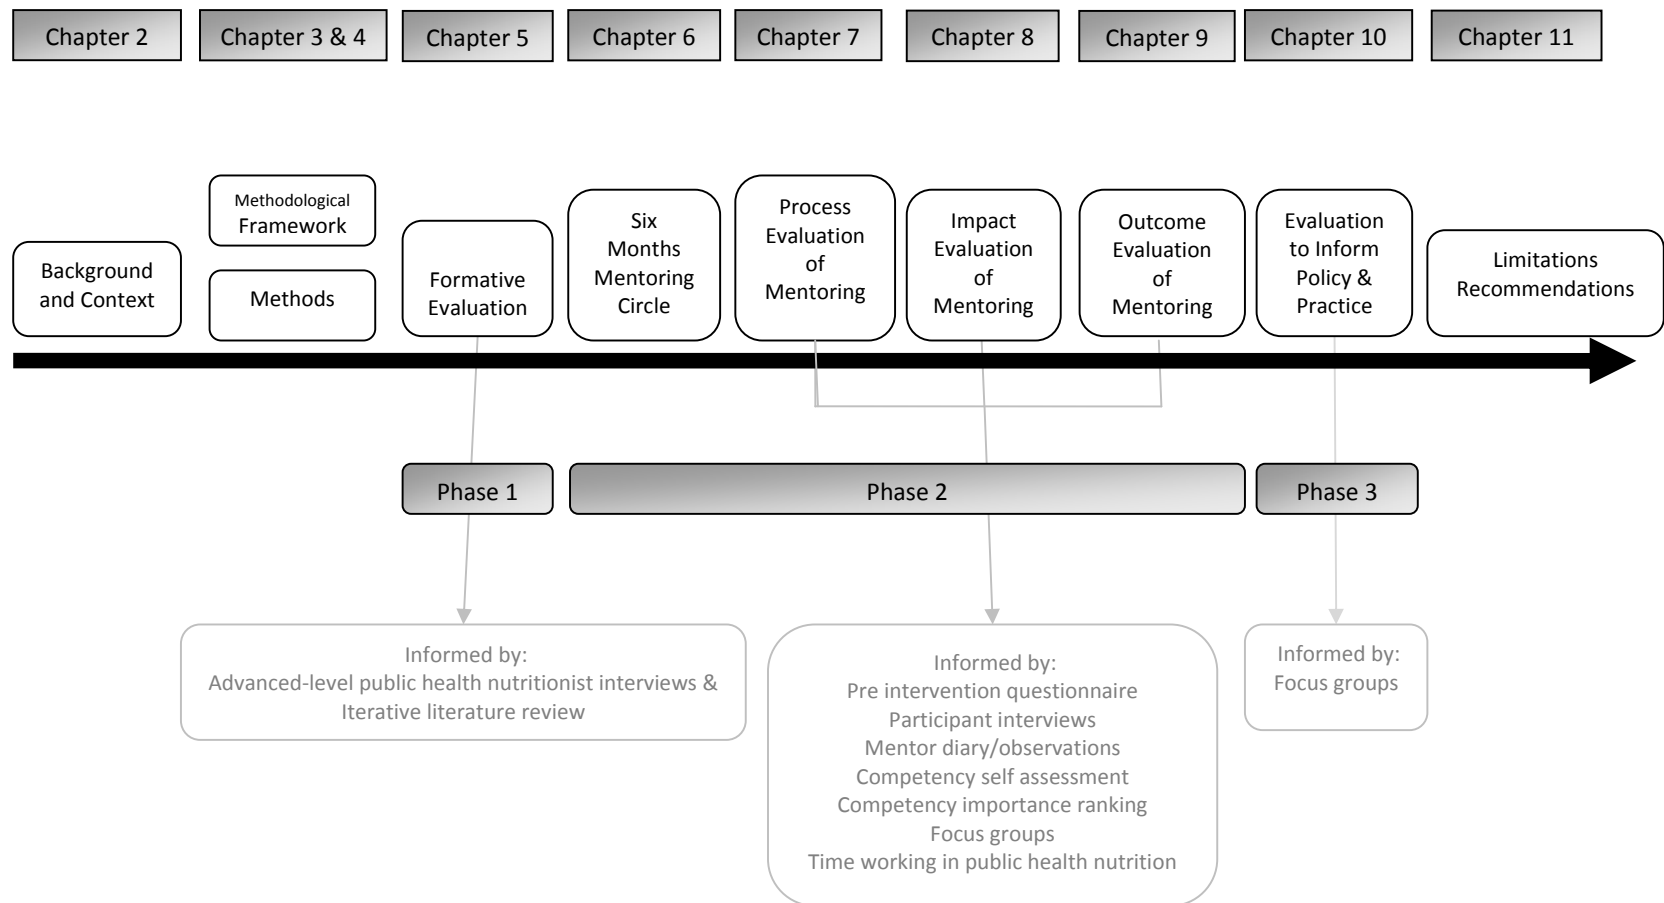 Chapter 2
Chapter 3 & 4
Chapter 5
Chapter 6
Chapter 7
Chapter 8
Chapter 9
Chapter 10
Chapter 11
Background
and Context
Methodological
Framework
Methods
Formative
Evaluation
Six
Months
Mentoring
Circle
Process
Evaluation
of
Mentoring
Impact
Evaluation
of
Mentoring
Outcome
Evaluation
of
Mentoring
Evaluation
to Inform
Policy &
Practice
Limitations
Recommendations
Phase 1
Phase 2
Phase 3
Informed by:
Advanced-level public health nutritionist interviews &
Iterative literature review
Informed by:
Pre intervention questionnaire
Participant interviews
Mentor diary/observations
Competency self assessment
Competency importance ranking
Focus groups
Time working in public health nutrition
Informed by:
Focus groups